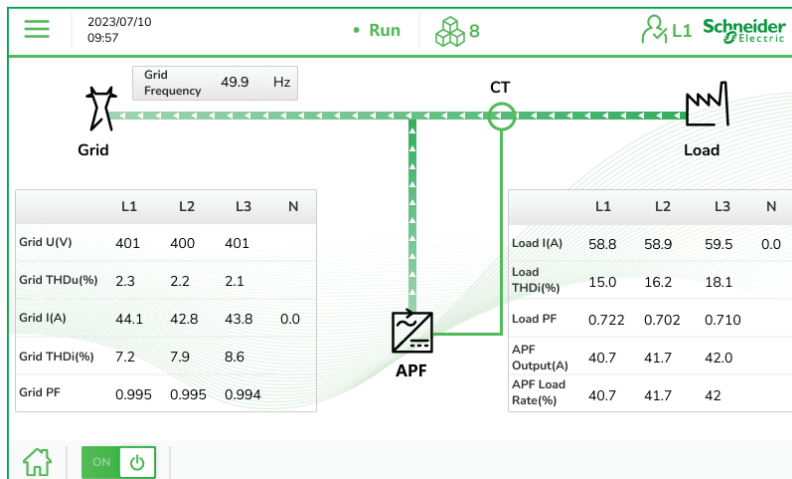 2023/07/10
09:57
• Run
8
L1
Schneider
Electric
Grid
Frequency 49.9 Hz
CT
Grid
Load
L1 L2 L3 N
Grid U(V) 401 400 401
Grid THDu(%) 2.3 2.2 2.1
Grid I(A) 44.1 42.8 43.8 0.0
Grid THDi(%) 7.2 7.9 8.6
Grid PF 0.995 0.995 0.994
APF
L1 L2 L3 N
Load I(A) 58.8 58.9 59.5 0.0
Load
THDi(%) 15.0 16.2 18.1
Load PF 0.722 0.702 0.710
APF
Output(A) 40.7 41.7 42.0
APF Load
Rate(%) 40.7 41.7 42
ON